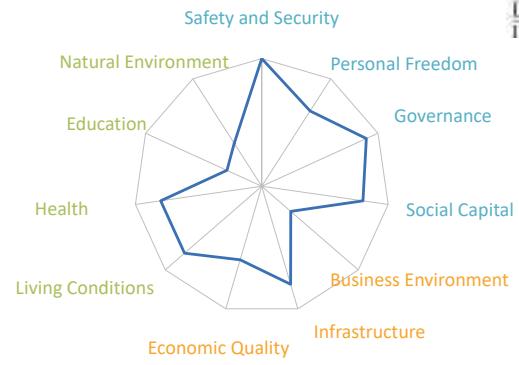 Safety and Security
Natural Environment
Personal Freedom
Governance
Education
Health
Social Capital
Business Environment
Living Conditions
Infrastructure
Economic Quality